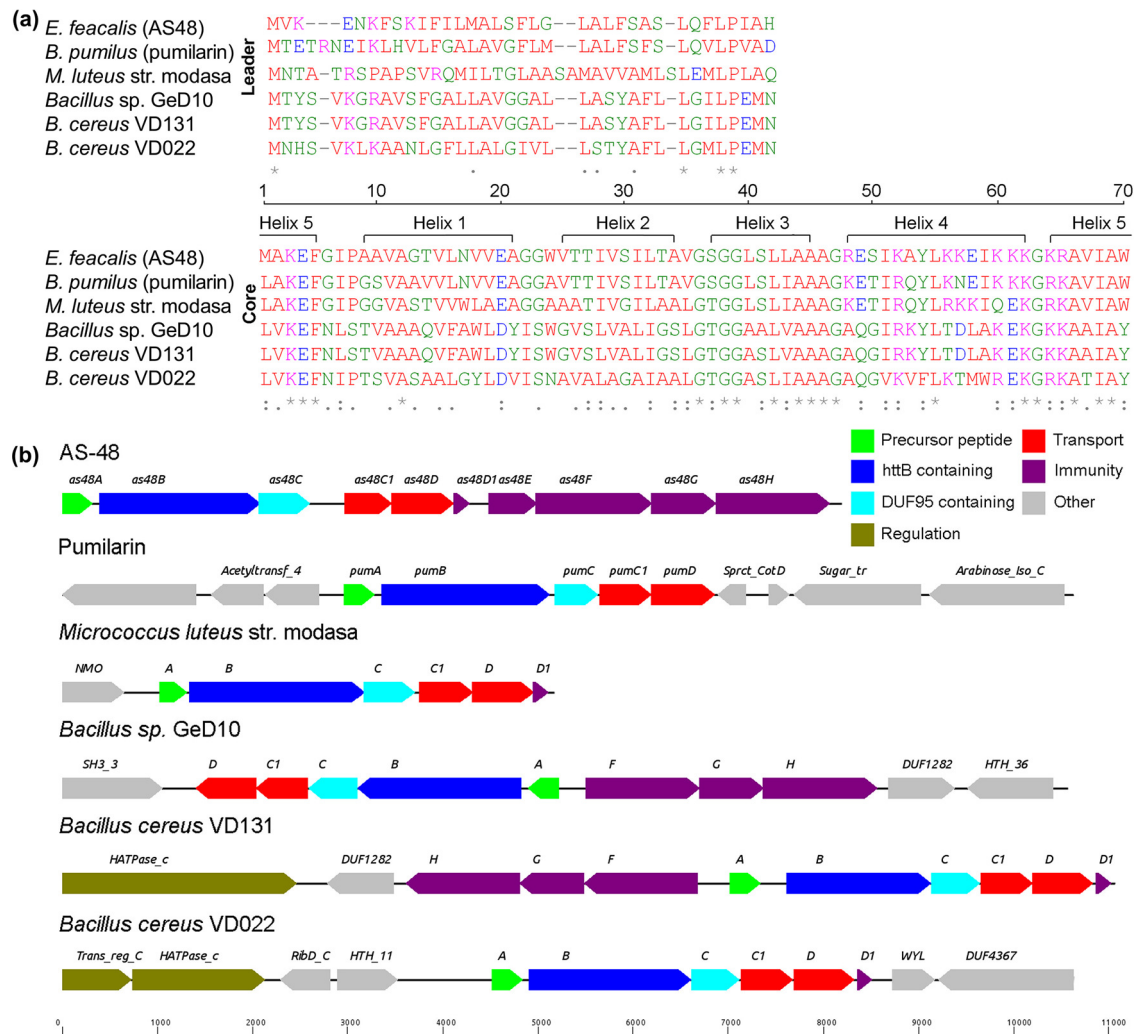 (a)
E. feacalis (AS48) MVK---ENKFSKIFILMALSFLG--LALFSAS-LQFLPIAH
B. pumilus (pumilarin) MTETRNEIKLHVLFGALAVGFLM--LALFSFS-LQVLPVAD
M. luteus str. modasa MNTA-TRSPAPSVRQMILTGLAASAMAVVAMLSLEMLPLAQ
Bacillus sp. GeD10 MTYS-VKGRAVSFGALLAVGGAL--LASYAFL-LGILPEMN
B. cereus VD131 MTYS-VKGRAVSFGALLAVGGAL--LASYAFL-LGILPEMN
B. cereus VD022 MNHS-VKLKAANLGFLLALGIVL--LSTYAFL-LGMLPEMN
Leader
* . . . . * * *
1 10 20 30 40 50 60 70
Helix 5 Helix 1 Helix 2 Helix 3 Helix 4 Helix 5
E. feacalis (AS48) MAKEFGIPAAVAGTVLNVVEAGGWVTTIVSILTAVGSGGLSLLAAAGRESIKAYLKKEIKKKGKRAVIAW
B. pumilus (pumilarin) LAKEFGIPGSVAAVVLNVVEAGGAVTTIVSILTAVGSGGLSLIAAAGKETIRQYLKNEIKKKGRKAVIAW
M. luteus str. modasa LAKEFGIPGGVASTVVWLAEAGGAAATIVGILAALGTGGLSLLAAAGKETIRQYLRKKIQEKGRKAVIAW
Bacillus sp. GeD10 LVKEFNLSTVAAAQVFAWLDYISWGVSLVALIGSLGTGGAALVAAAGAQGIRKYLTDLAKEKGKKAAIAY
B. cereus VD131 LVKEFNLSTVAAAQVFAWLDYISWGVSLVALIGSLGTGGASLVAAAGAQGIRKYLTDLAKEKGKKAAIAY
B. cereus VD022 LVKEFNIPTSVASAALGYLDVISNAVALAGAIAALGTGGASLIAAAGAQGVKVFLKTMWREKGRKATIAY
Core
(b)
AS-48
as48A as48B as48C as48C1 as48D as48D1 as48E as48F as48G as48H
Precursor peptide Transport
httB containing Immunity
DUF95 containing Other
Regulation
Pumilarin
Acetyltransf_4 pumA pumB pumC pumC1 pumD Sprct_CotD Sugar_tr Arabinose_Iso_C
Micrococcus luteus str. modasa
NMO A B C C1 D D1
Bacillus sp. GeD10
SH3_3 D C1 C B A F G H DUF1282 HTH_36
Bacillus cereus VD131
HATPase_c DUF1282 H G F A B C C1 D D1
Bacillus cereus VD022
Trans_reg_C HATPase_c RibD_C HTH_11 A B C C1 D D1 WYL DUF4367
0 1000 2000 3000 4000 5000 6000 7000 8000 9000 10000 11000